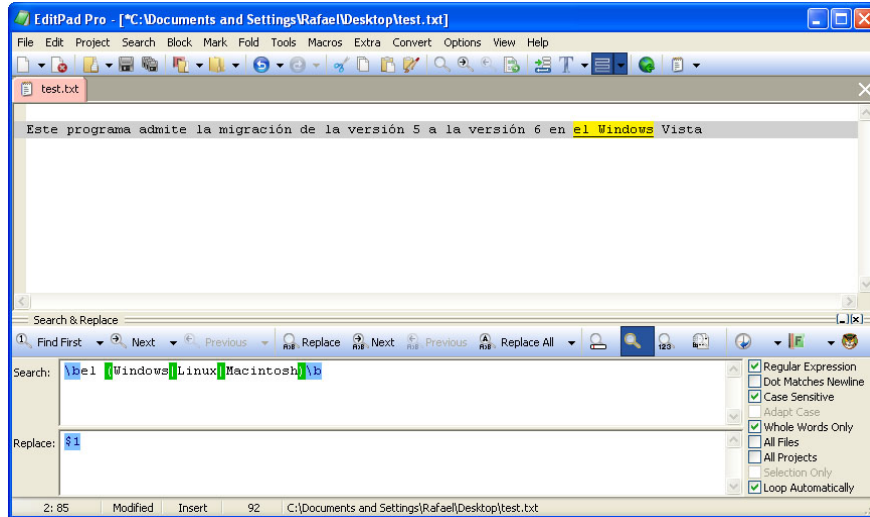 EditPad Pro - [*C:\Documents and Settings\Rafael\Desktop\test.txt]
File Edit Project Search Block Mark Fold Tools Macros Extra Convert Options View Help
test.txt
Este programa admite la migración de la versión 5 a la versión 6 en el Windows Vista
Search & Replace
Find First Next Previous Replace Next Previous Replace All
Search: \bel (Windows|Linux|Macintosh)\b
Replace: $1
Regular Expression
Dot Matches Newline
Case Sensitive
Adapt Case
Whole Words Only
All Files
All Projects
Selection Only
Loop Automatically
2: 85 Modified Insert 92 C:\Documents and Settings\Rafael\Desktop\test.txt